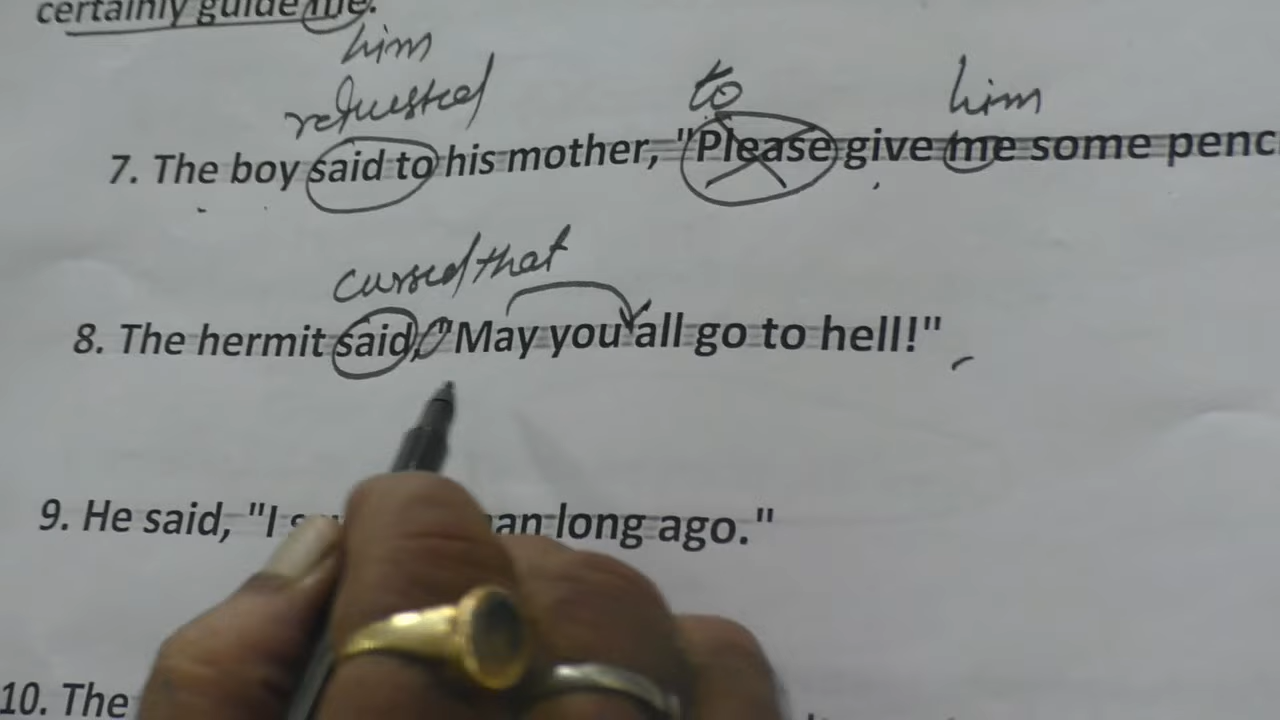 certainly guide me.
him
requested to him
7. The boy said to his mother, "Please give me some penc
cursed that
8. The hermit said, "May you all go to hell!"
9. He said, "I an long ago."
10. The